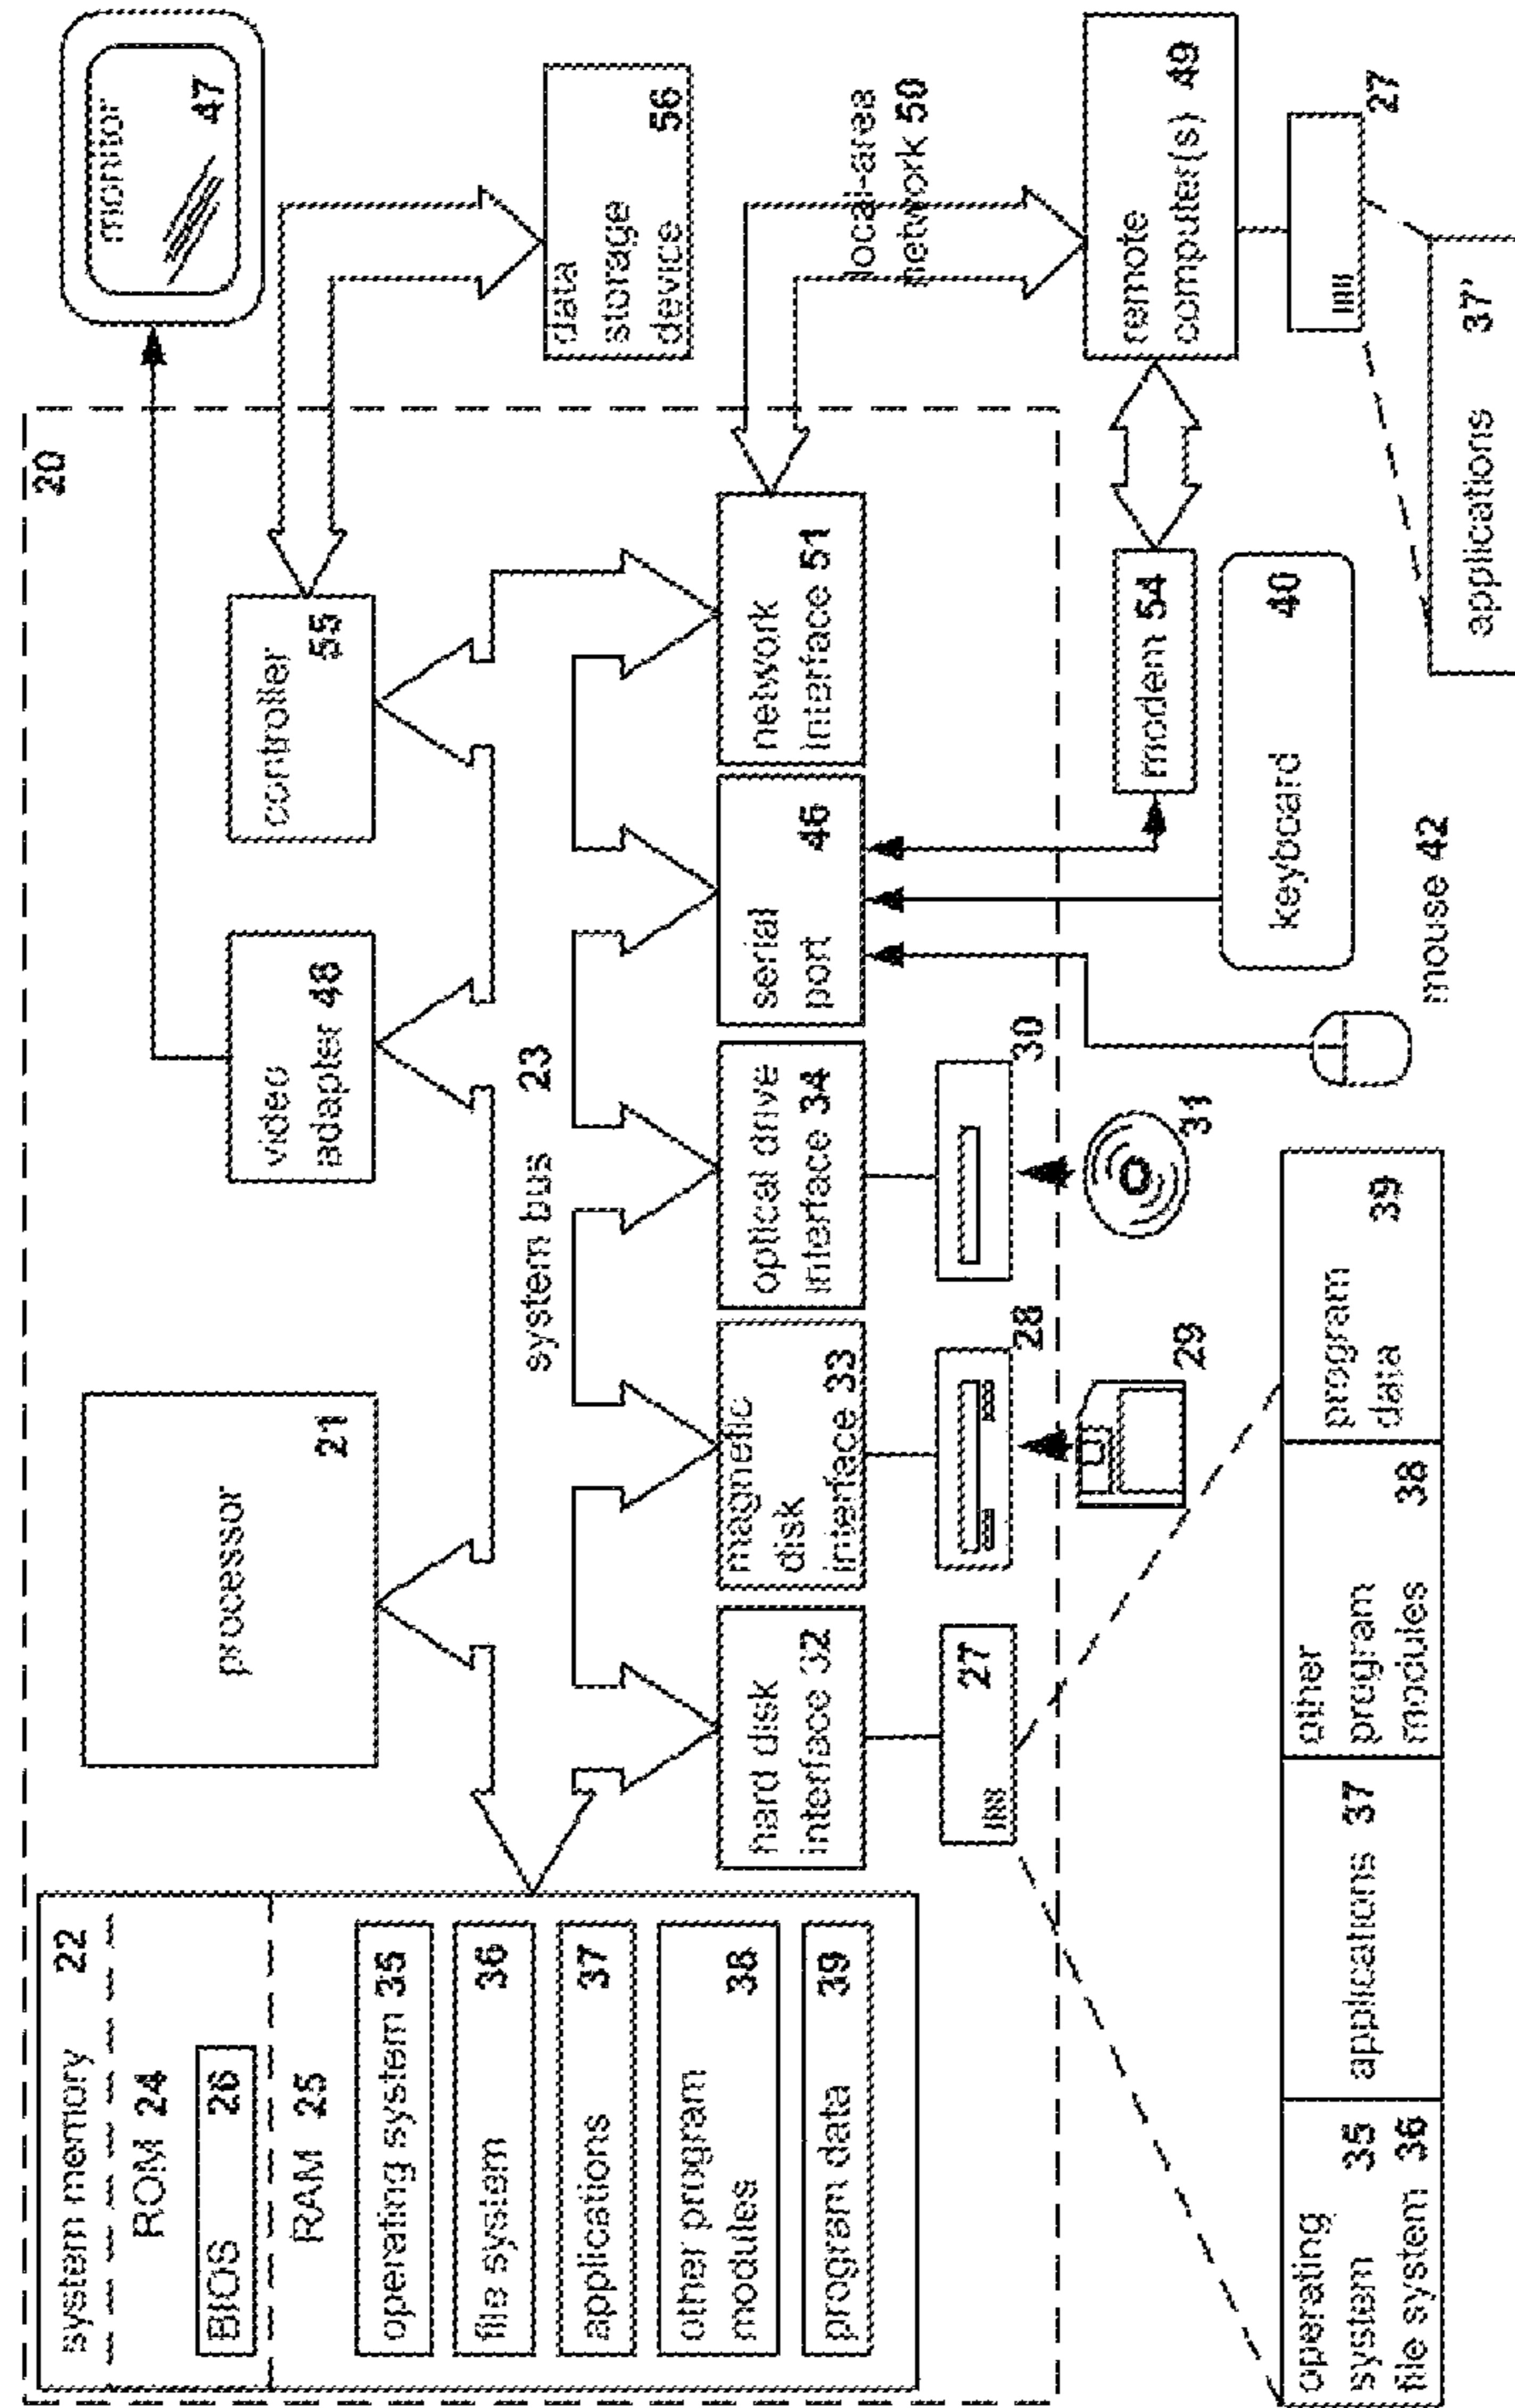 20
system memory 22
ROM 24
BIOS 26
RAM 25
operating system 35
file system 36
applications 37
other program
modules 38
program data 39
processor
21
video
adapter 48
controller
55
monitor
47
system bus 23
data
storage
device 56
hard disk
interface 32
magnetic
disk
interface 33
optical drive
interface 34
serial
port 46
network
interface 51
local-area
network 50
27
28
30
29
31
modem 54
remote
computer(s) 49
keyboard 40
mouse 42
27
operating
system 35
file system 36
applications 37
other
program
modules 38
program
data 39
applications 37'